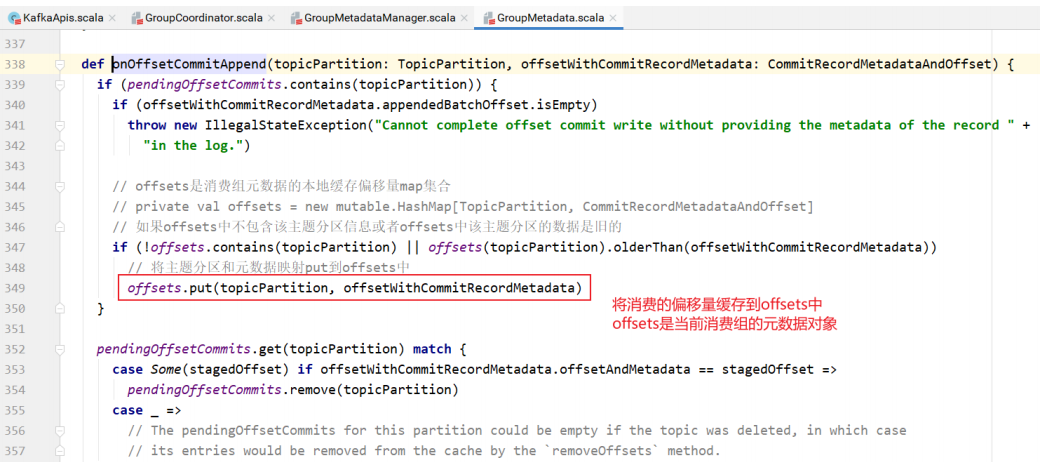 KafkaApis.scala × GroupCoordinator.scala × GroupMetadataManager.scala × GroupMetadata.scala ×
337
338 def onOffsetCommitAppend(topicPartition: TopicPartition, offsetWithCommitRecordMetadata: CommitRecordMetadataAndOffset) {
339 if (pendingOffsetCommits.contains(topicPartition)) {
340 if (offsetWithCommitRecordMetadata.appendedBatchOffset.isEmpty)
341 throw new IllegalStateException("Cannot complete offset commit write without providing the metadata of the record " +
342 "in the log.")
343
344 // offsets是消费组元数据的本地缓存偏移量map集合
345 // private val offsets = new mutable.HashMap[TopicPartition, CommitRecordMetadataAndOffset]
346 // 如果offsets中不包含该主题分区信息或者offsets中该主题分区的数据是旧的
347 if (!offsets.contains(topicPartition) || offsets(topicPartition).olderThan(offsetWithCommitRecordMetadata))
348 // 将主题分区和元数据映射put到offsets中
349 offsets.put(topicPartition, offsetWithCommitRecordMetadata)
350 }
将消费的偏移量缓存到offsets中
offsets是当前消费组的元数据对象
351
352 pendingOffsetCommits.get(topicPartition) match {
353 case Some(stagedOffset) if offsetWithCommitRecordMetadata.offsetAndMetadata == stagedOffset =>
354 pendingOffsetCommits.remove(topicPartition)
355 case _ =>
356 // The pendingOffsetCommits for this partition could be empty if the topic was deleted, in which case
357 // its entries would be removed from the cache by the `removeOffsets` method.